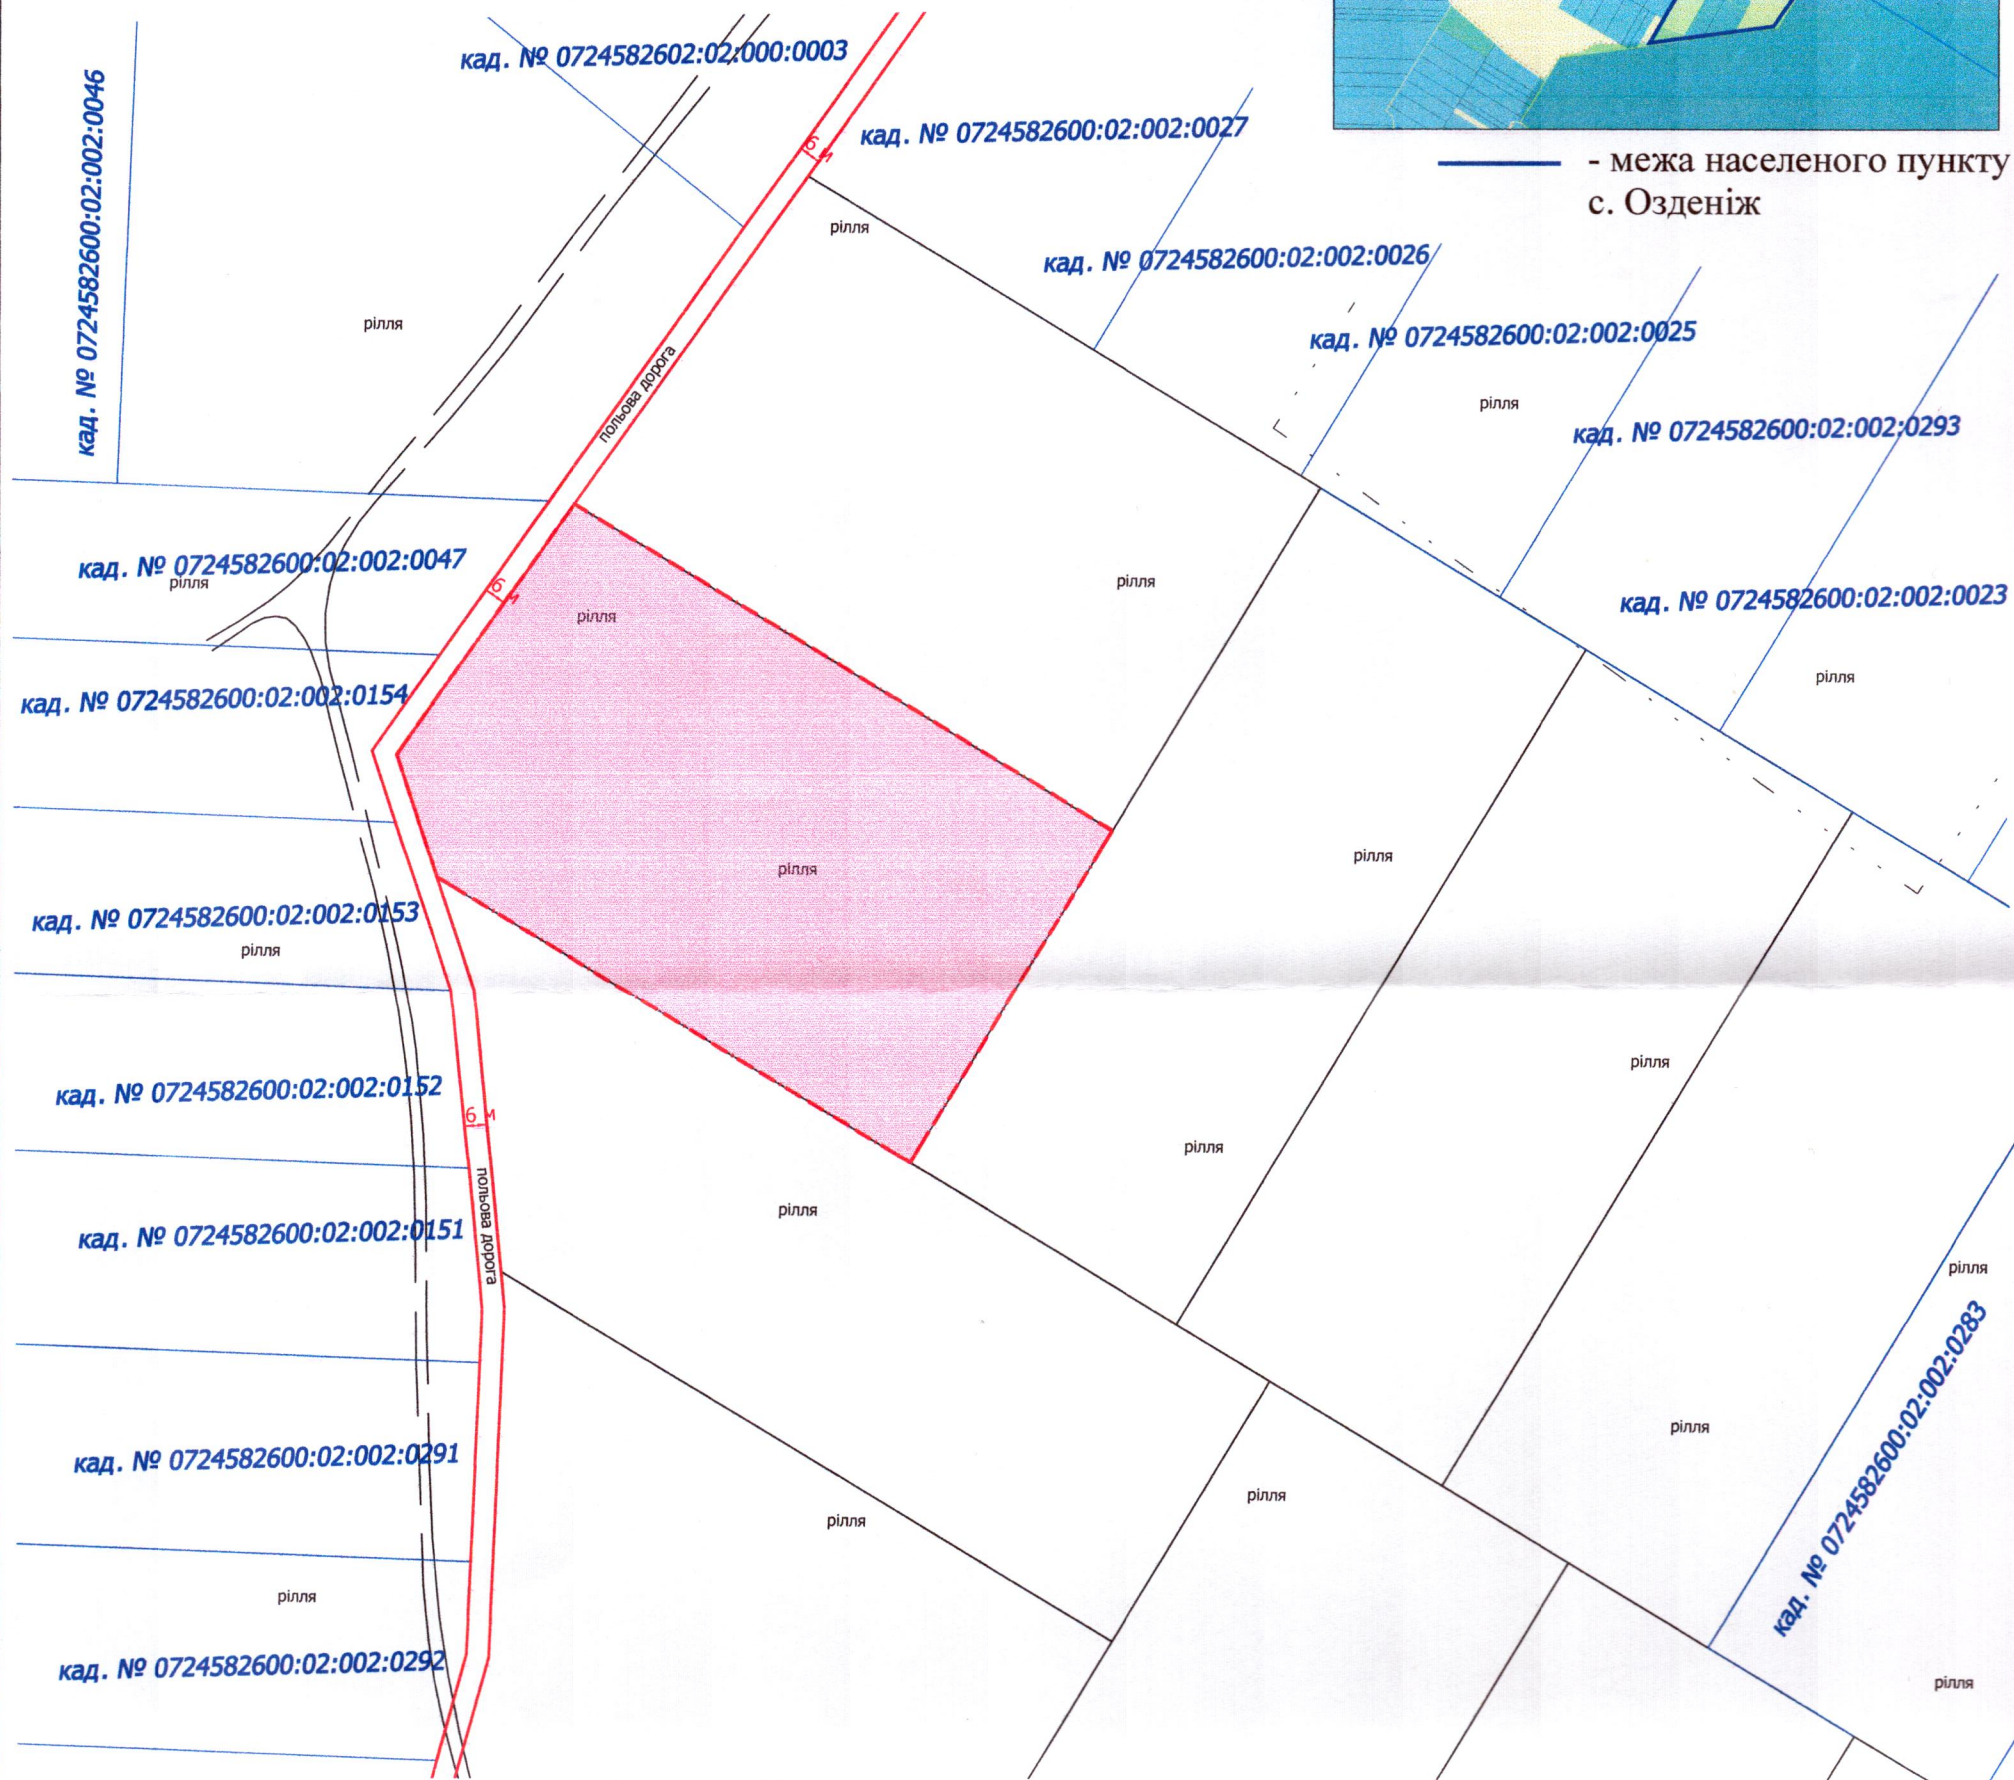 кад. № 0724582602:02:000:0003
кад. № 0724582600:02:002:0046
6 м
кад. № 0724582600:02:002:0027
- межа населеного пункту
с. Озденіж
рілля
кад. № 0724582600:02:002:0026
рілля
кад. № 0724582600:02:002:0025
польова дорога
рілля
кад. № 0724582600:02:002:0293
кад. № 0724582600:02:002:0047
рілля
6 м
рілля
рілля
кад. № 0724582600:02:002:0023
рілля
кад. № 0724582600:02:002:0154
рілля
рілля
кад. № 0724582600:02:002:0153
рілля
рілля
кад. № 0724582600:02:002:0152
6 м
рілля
рілля
польова дорога
кад. № 0724582600:02:002:0151
рілля
кад. № 0724582600:02:002:0283
рілля
кад. № 0724582600:02:002:0291
рілля
рілля
рілля
кад. № 0724582600:02:002:0292
рілля